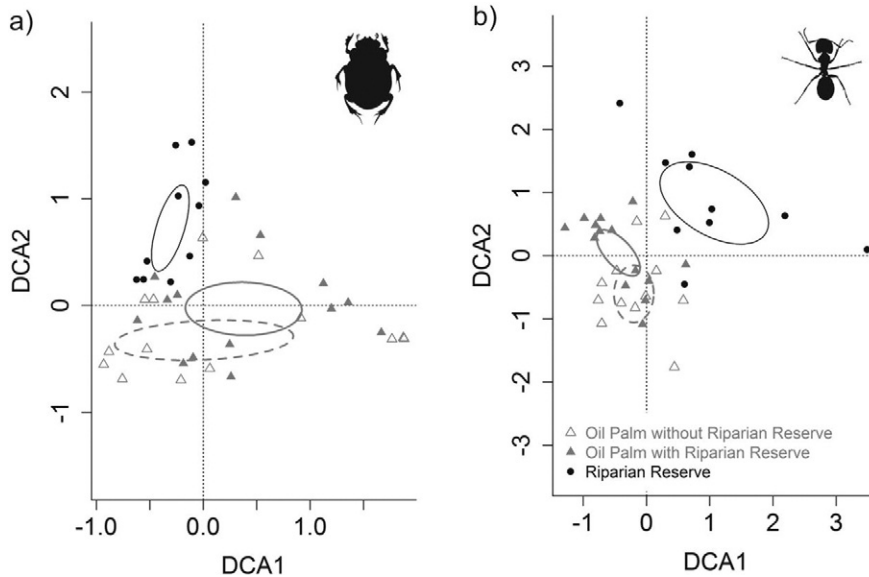 a)
DCA2
2
1
0
-1
-1.0
0.0
1.0
DCA1
b)
DCA2
3
2
1
0
-1
-2
-3
Oil Palm without Riparian Reserve
Oil Palm with Riparian Reserve
Riparian Reserve
-1
0
1
2
3
DCA1